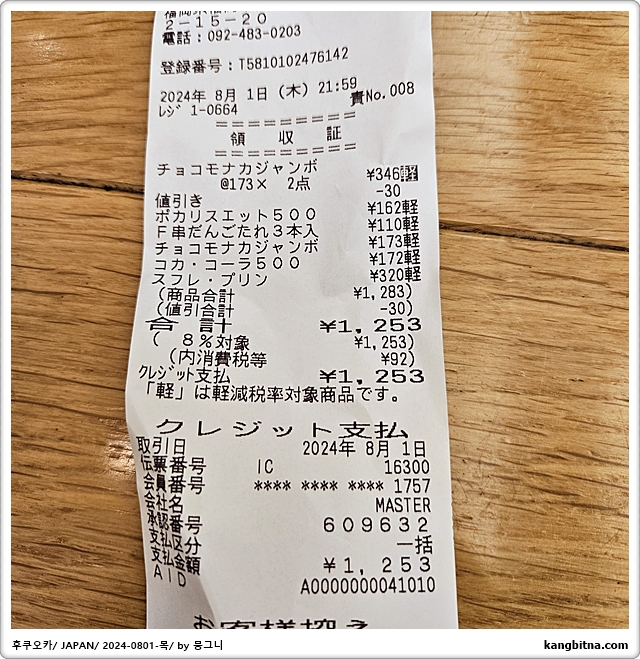 2-15-20
電話:092-483-0203
登録番号:T5810102476142
2024年 8月 1日 (木) 21:59
ﾚｼﾞ 1-0664 責No.008
=========
領 収 証
=========
チョコモナカジャンボ ¥346軽
@173× 2点
値引き -30
ポカリスエット500 ¥162軽
F串だんごたれ3本入 ¥110軽
チョコモナカジャンボ ¥173軽
コカ・コーラ500 ¥172軽
スフレ・プリン ¥320軽
(商品合計 ¥1,283)
(値引合計 -30)
合 計 ¥1,253
( 8%対象 ¥1,253)
(内消費税等 ¥92)
ｸﾚｼﾞｯﾄ支払 ¥1,253
「軽」は軽減税率対象商品です。
クレジット支払
取引日 2024年 8月 1日
伝票番号 IC 16300
会員番号 **** **** **** 1757
会社名 MASTER
承認番号 609632
支払区分 一括
支払金額 ¥1,253
AID A0000000041010
お客様控え
후쿠오카/ JAPAN/ 2024-0801-목/ by 몽그니
kangbitna.com